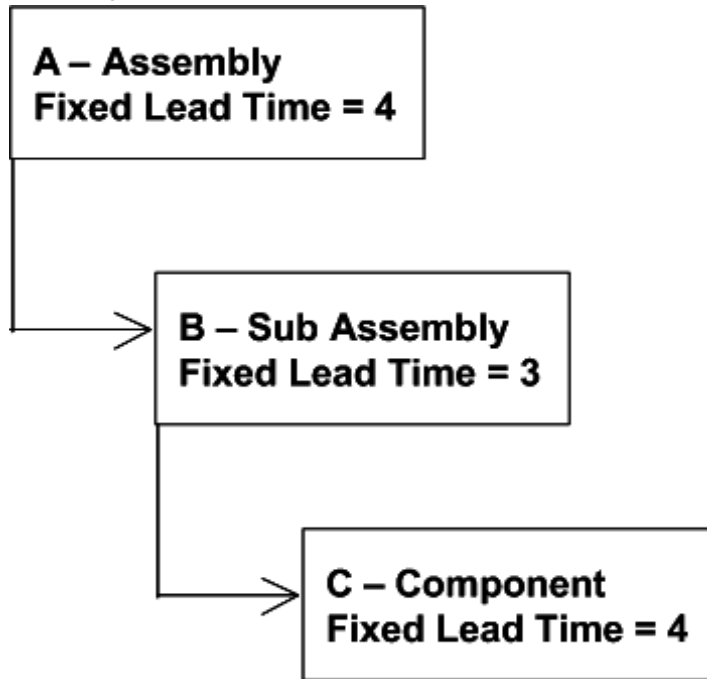 A – Assembly
Fixed Lead Time = 4
B – Sub Assembly
Fixed Lead Time = 3
C – Component
Fixed Lead Time = 4